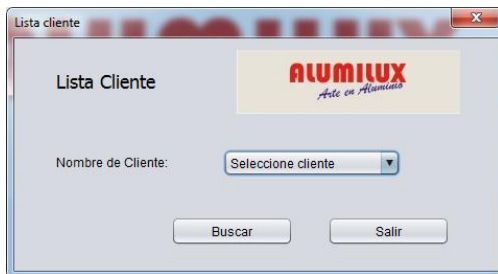 Lista cliente
Lista Cliente
ALUMILUX
Arte en Aluminio
Nombre de Cliente:
Seleccione cliente
Buscar
Salir